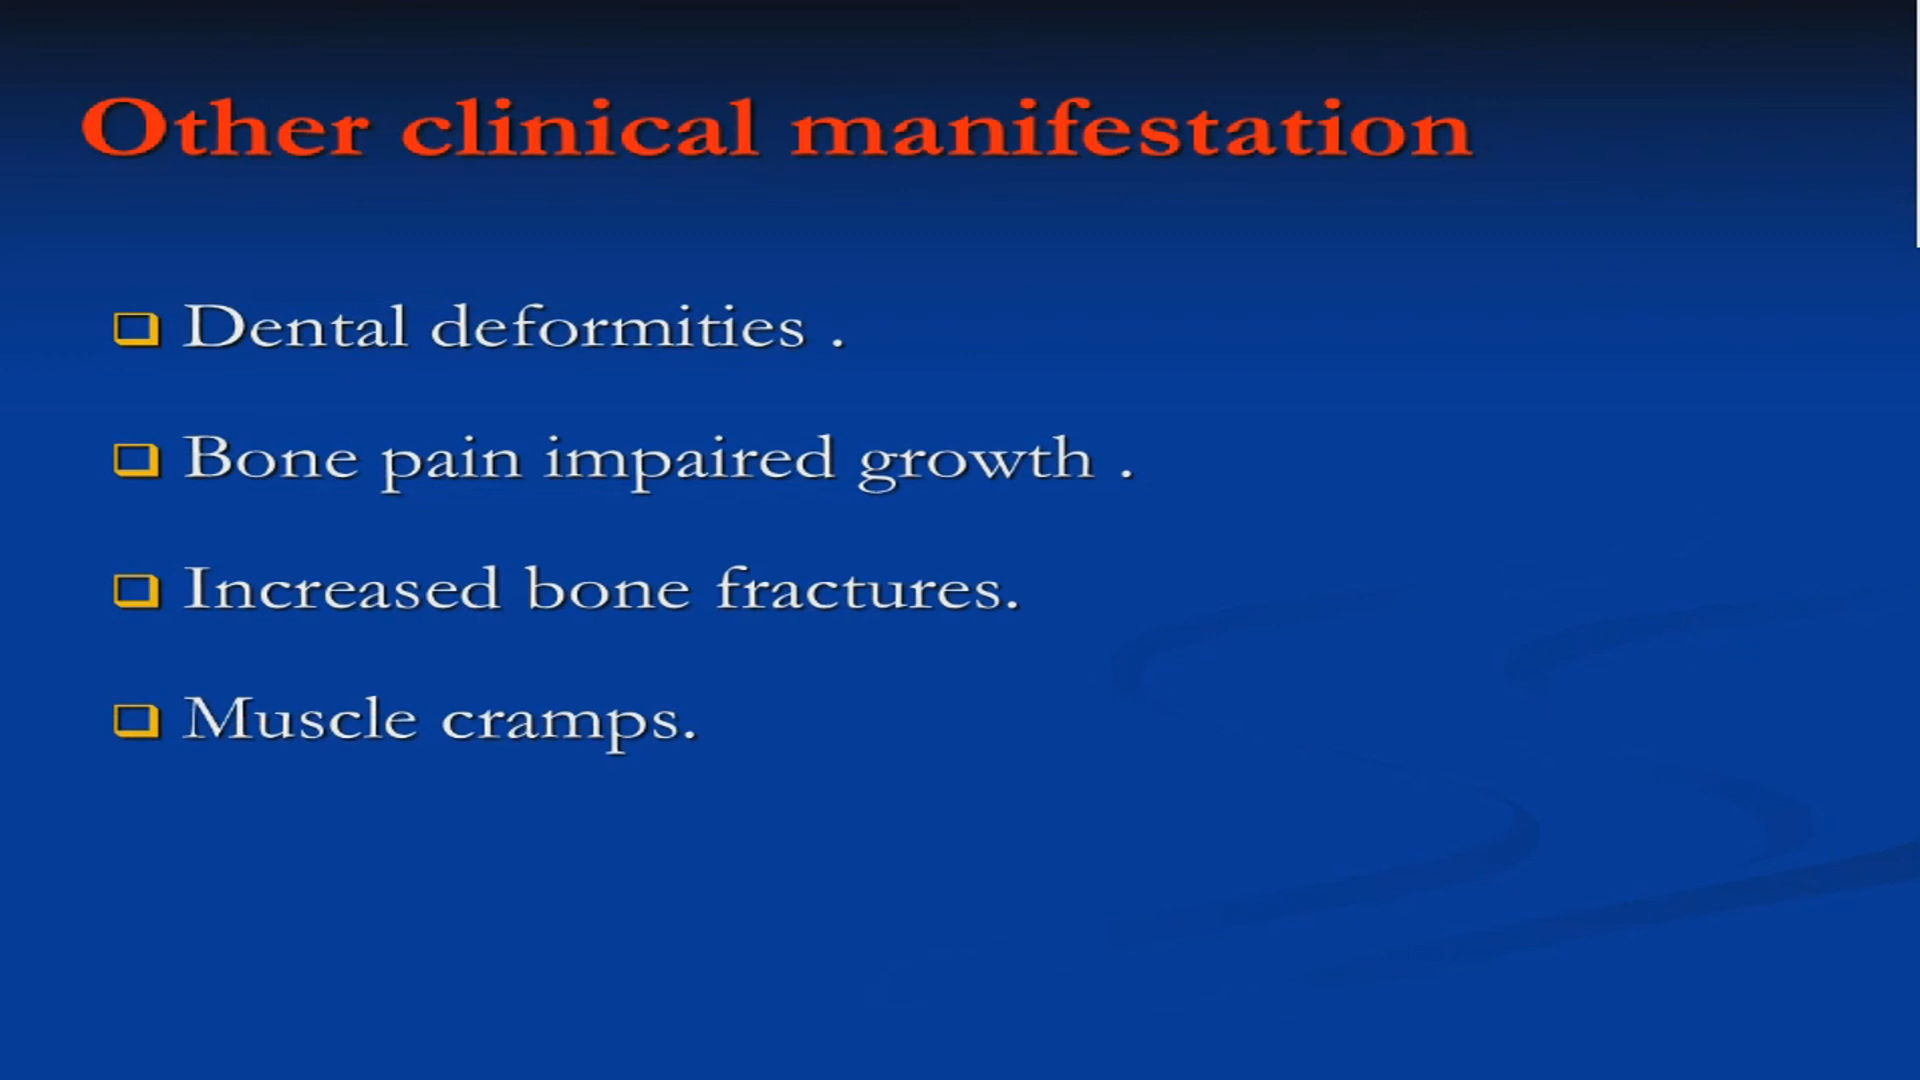 Other clinical manifestation
Dental deformities .
Bone pain impaired growth .
Increased bone fractures.
Muscle cramps.